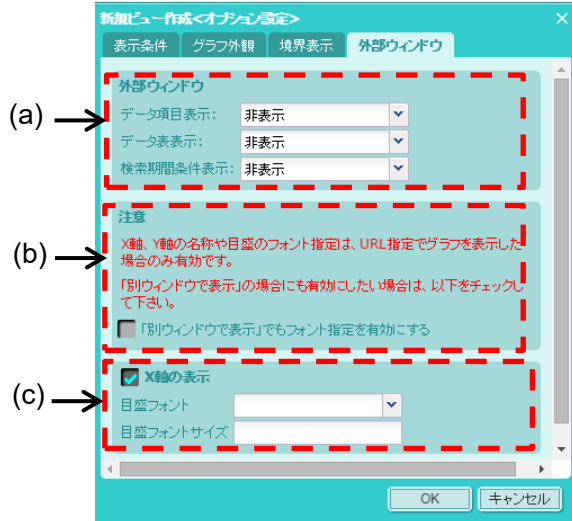 新規ビュー作成<オプション設定>
表示条件 グラフ外観 境界表示 外部ウィンドウ
(a)
外部ウィンドウ
データ項目表示: 非表示
データ表表示: 非表示
検索期間条件表示: 非表示
(b)
注意
X軸、Y軸の名称や目盛のフォント指定は、URL指定でグラフを表示した
場合のみ有効です。
「別ウィンドウで表示」の場合にも有効にしたい場合は、以下をチェックし
て下さい。
「別ウィンドウで表示」でもフォント指定を有効にする
(c)
X軸の表示
目盛フォント
目盛フォントサイズ
OK キャンセル